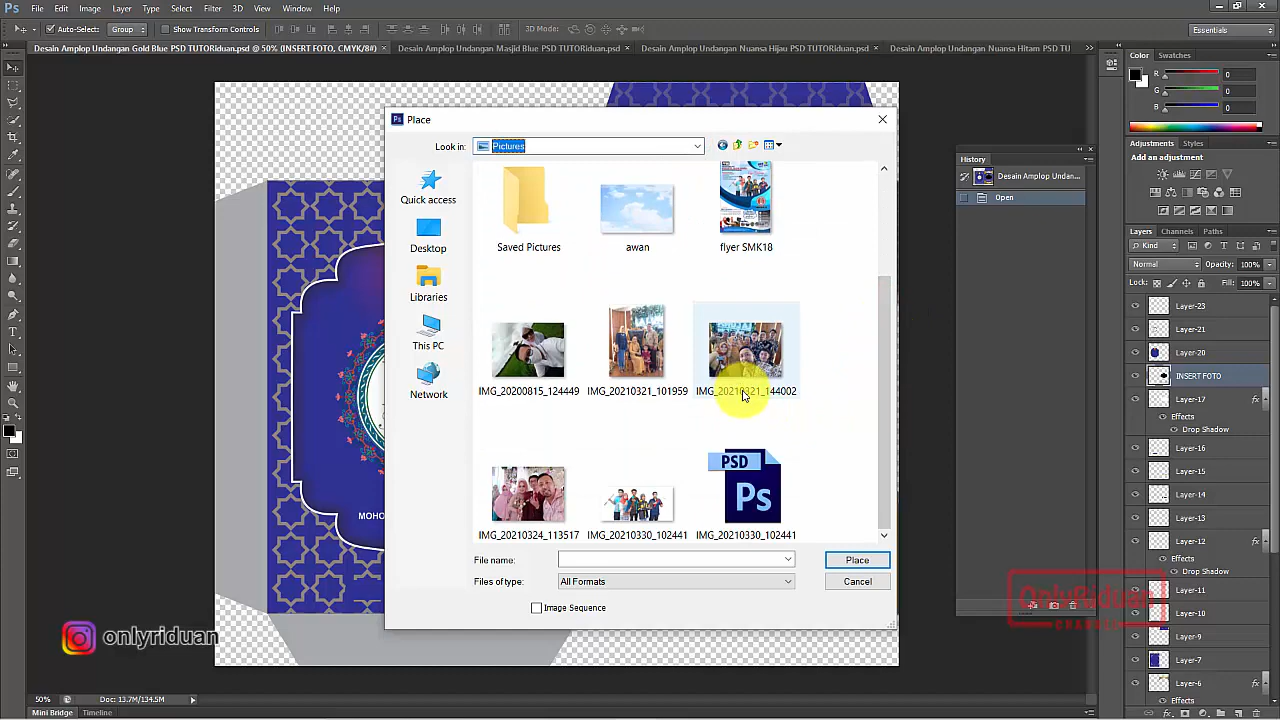 Ps File Edit Image Layer Type Select Filter 3D View Window Help
Auto-Select: Group Show Transform Controls 3D Mode: Essentials
Desain Amplop Undangan Gold Blue PSD TUTORiduan.psd @ 50% (INSERT FOTO, CMYK/8#) × Desain Amplop Undangan Masjid Blue PSD TUTORiduan.psd × Desain Amplop Undangan Nuansa Hijau PSD TUTORiduan.psd × Desain Amplop Undangan Nuansa Hitam PSD TU
Color Swatches
R 0
G 0
B 0
Adjustments Styles
Add an adjustment
History
Desain Amplop Undan...
Open
Layers Channels Paths
Kind
Normal Opacity: 100%
Lock: Fill: 100%
Layer-23
Layer-21
Layer-20
INSERT FOTO
Layer-17 fx
Effects
Drop Shadow
Layer-16
Layer-15
Layer-14
Layer-13
Layer-12 fx
Effects
Drop Shadow
Layer-11
Layer-10
Layer-9
Layer-7
Layer-6 fx
Effects
Place
Look in: Pictures
Quick access
Desktop
Libraries
This PC
Network
Saved Pictures awan flyer SMK18
IMG_20200815_124449 IMG_20210321_101959 IMG_20210321_144002
PSD
Ps
IMG_20210324_113517 IMG_20210330_102441 IMG_20210330_102441
File name: Place
Files of type: All Formats Cancel
Image Sequence
MOHO
OnlyRiduan
CHANNEL
onlyriduan
50% Doc: 13.7M/134.5M
Mini Bridge Timeline